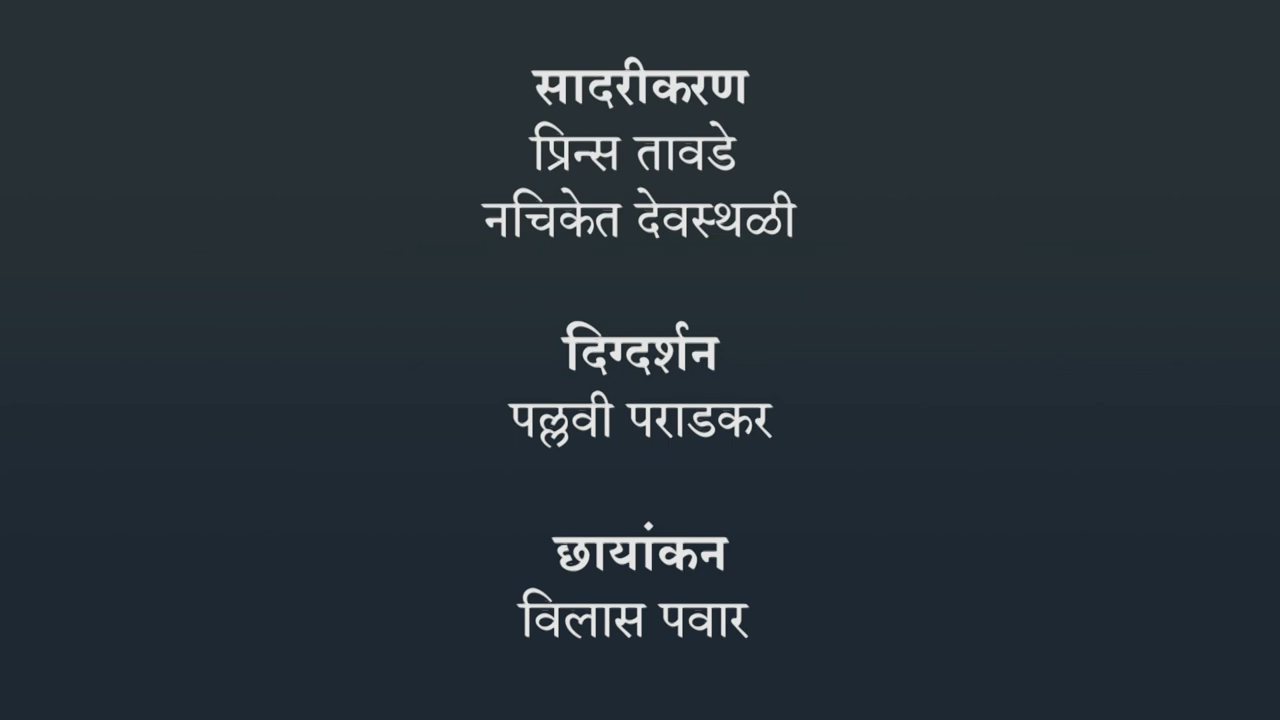 सादरीकरण
प्रिन्स तावडे
नचिकेत देवस्थळी
दिग्दर्शन
पल्लवी पराडकर
छायांकन
विलास पवार